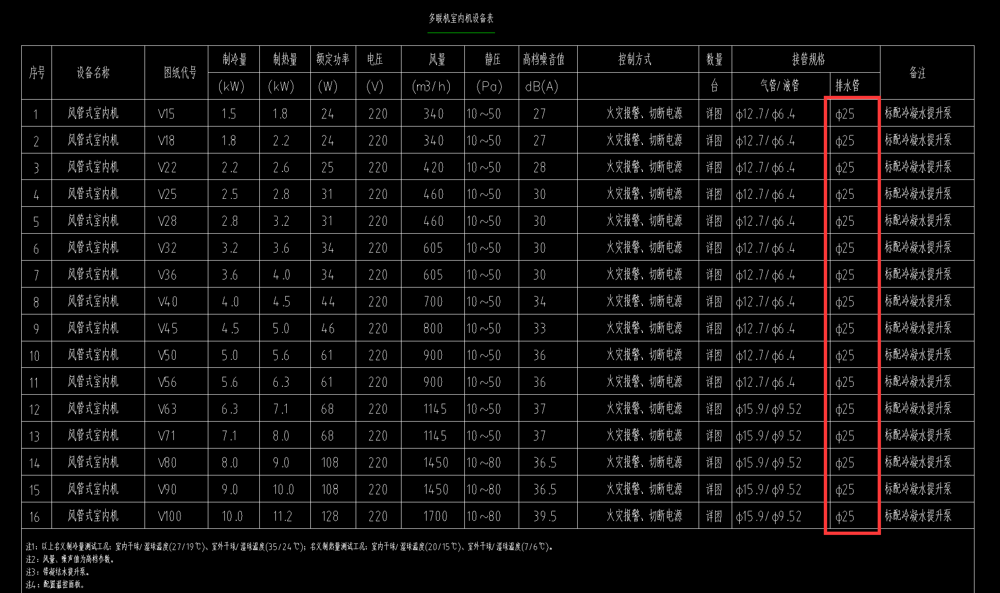 多联机室内机设备表
序号 设备名称 图纸代号 制冷量 制热量 额定功率 电压 风量 静压 高档噪音值 控制方式 数量 接管规格 备注
(kW) (kW) (W) (V) (m3/h) (Pa) dB(A) 台 气管/液管 排水管
1 风管式室内机 V15 1.5 1.8 24 220 340 10~50 27 火灾报警、切断电源 详图 φ12.7/φ6.4 φ25 标配冷凝水提升泵
2 风管式室内机 V18 1.8 2.2 24 220 340 10~50 27 火灾报警、切断电源 详图 φ12.7/φ6.4 φ25 标配冷凝水提升泵
3 风管式室内机 V22 2.2 2.6 25 220 420 10~50 28 火灾报警、切断电源 详图 φ12.7/φ6.4 φ25 标配冷凝水提升泵
4 风管式室内机 V25 2.5 2.8 31 220 460 10~50 30 火灾报警、切断电源 详图 φ12.7/φ6.4 φ25 标配冷凝水提升泵
5 风管式室内机 V28 2.8 3.2 31 220 460 10~50 30 火灾报警、切断电源 详图 φ12.7/φ6.4 φ25 标配冷凝水提升泵
6 风管式室内机 V32 3.2 3.6 34 220 605 10~50 30 火灾报警、切断电源 详图 φ12.7/φ6.4 φ25 标配冷凝水提升泵
7 风管式室内机 V36 3.6 4.0 34 220 605 10~50 30 火灾报警、切断电源 详图 φ12.7/φ6.4 φ25 标配冷凝水提升泵
8 风管式室内机 V40 4.0 4.5 44 220 700 10~50 34 火灾报警、切断电源 详图 φ12.7/φ6.4 φ25 标配冷凝水提升泵
9 风管式室内机 V45 4.5 5.0 46 220 800 10~50 33 火灾报警、切断电源 详图 φ12.7/φ6.4 φ25 标配冷凝水提升泵
10 风管式室内机 V50 5.0 5.6 61 220 900 10~50 36 火灾报警、切断电源 详图 φ12.7/φ6.4 φ25 标配冷凝水提升泵
11 风管式室内机 V56 5.6 6.3 61 220 900 10~50 36 火灾报警、切断电源 详图 φ12.7/φ6.4 φ25 标配冷凝水提升泵
12 风管式室内机 V63 6.3 7.1 68 220 1145 10~50 37 火灾报警、切断电源 详图 φ15.9/φ9.52 φ25 标配冷凝水提升泵
13 风管式室内机 V71 7.1 8.0 68 220 1145 10~50 37 火灾报警、切断电源 详图 φ15.9/φ9.52 φ25 标配冷凝水提升泵
14 风管式室内机 V80 8.0 9.0 108 220 1450 10~80 36.5 火灾报警、切断电源 详图 φ15.9/φ9.52 φ25 标配冷凝水提升泵
15 风管式室内机 V90 9.0 10.0 108 220 1450 10~80 36.5 火灾报警、切断电源 详图 φ15.9/φ9.52 φ25 标配冷凝水提升泵
16 风管式室内机 V100 10.0 11.2 128 220 1700 10~80 39.5 火灾报警、切断电源 详图 φ15.9/φ9.52 φ25 标配冷凝水提升泵
注1：以上名义制冷量测试工况：室内干球/湿球温度(27/19℃)、室外干球/湿球温度(35/24℃)；名义制热量测试工况：室内干球/湿球温度(20/15℃)、室外干球/湿球温度(7/6℃)。
注2：风量、噪声值为高档参数。
注3：带凝结水提升泵。
注4：配置温控面板。